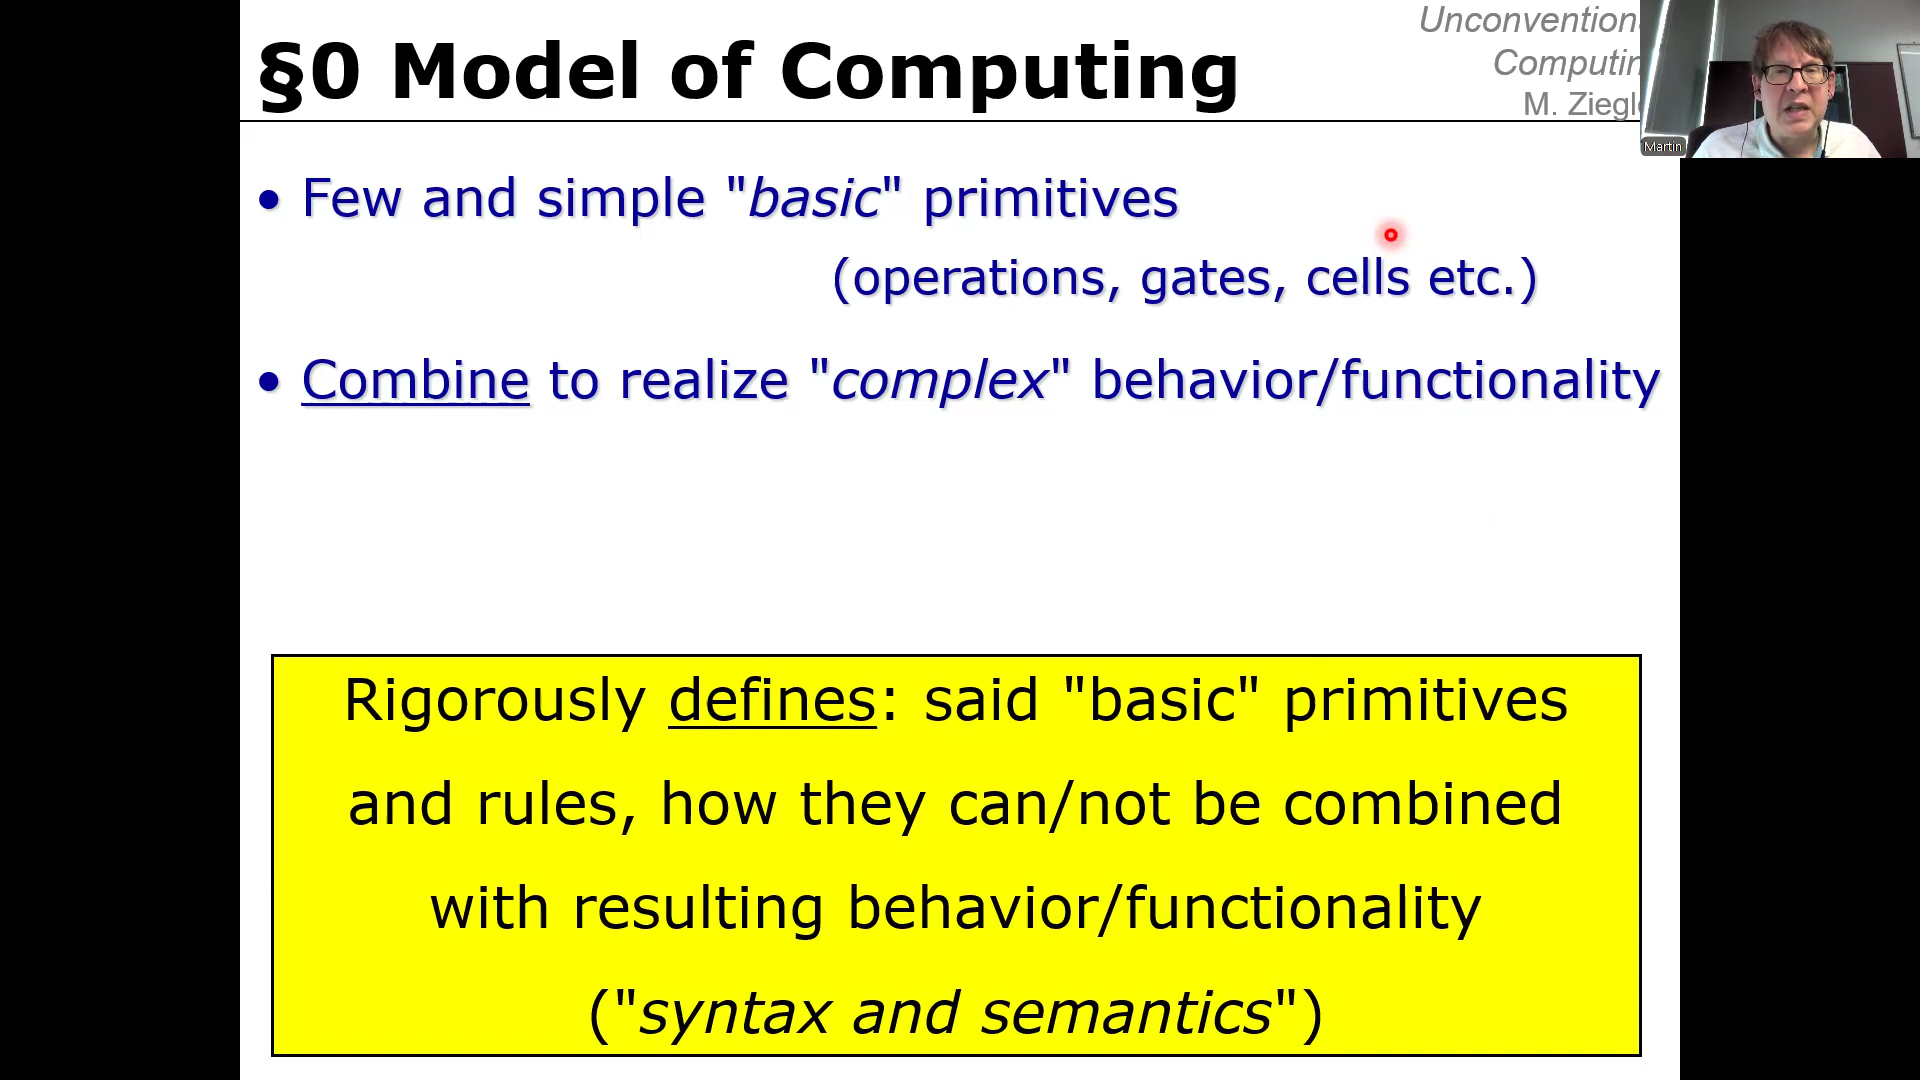 §0 Model of Computing
Unconvention
Computin
M. Ziegl
Martin
• Few and simple "basic" primitives
(operations, gates, cells etc.)
• Combine to realize "complex" behavior/functionality
Rigorously defines: said "basic" primitives
and rules, how they can/not be combined
with resulting behavior/functionality
("syntax and semantics")